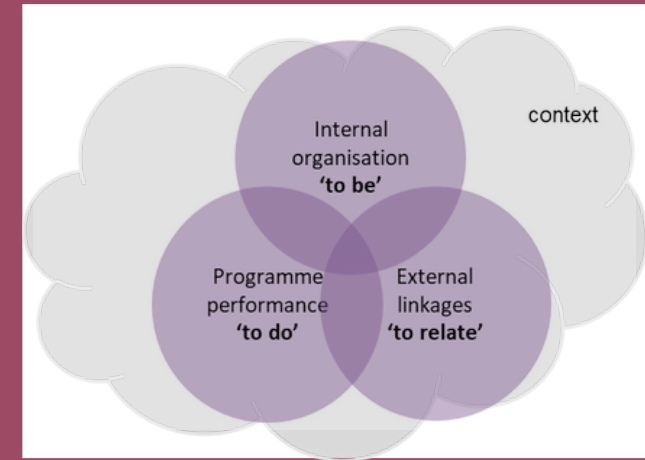 context
Internal
organisation
‘to be’
Programme
performance
‘to do’
External
linkages
‘to relate’